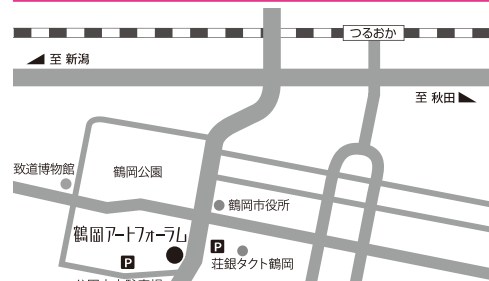 つるおか
至 新潟
至 秋田
致道博物館
鶴岡公園
鶴岡市役所
鶴岡アートフォーラム
P
P
荘銀タクト鶴岡